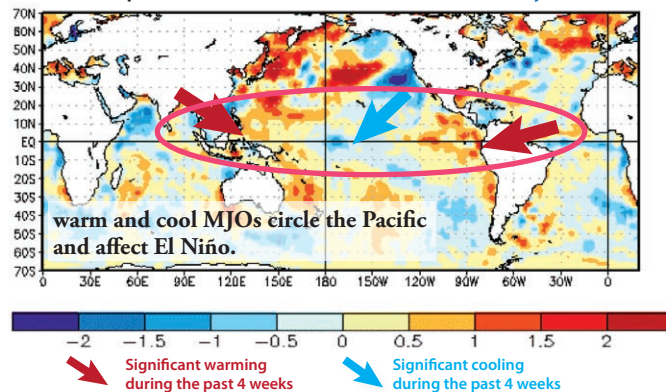 70N
60N
50N
40N
30N
20N
10N
EQ
10S
20S
30S
40S
50S
60S
70S
warm and cool MJOs circle the Pacific
and affect El Niño.
0 30E 60E 90E 120E 150E 180 150W 120W 90W 60W 30W 0
−2 −1.5 −1 −0.5 0 0.5 1 1.5 2
Significant warming
during the past 4 weeks
Significant cooling
during the past 4 weeks